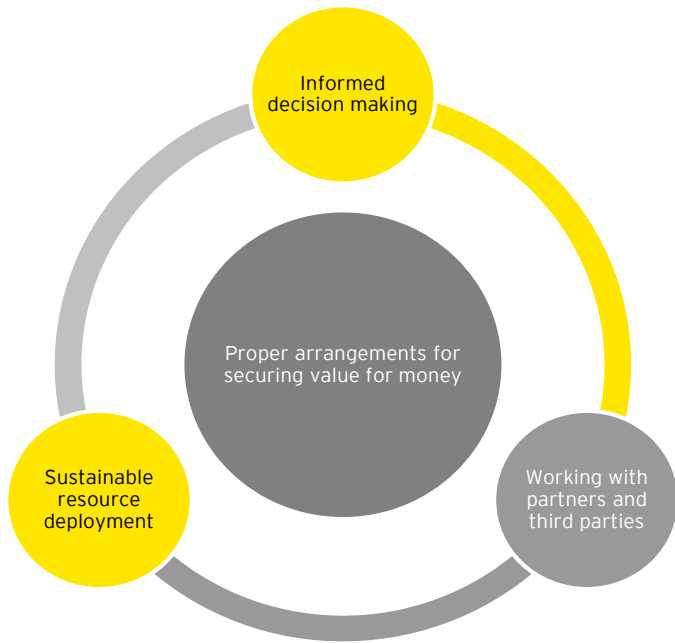 Informed
decision making
Proper arrangements for
securing value for money
Sustainable
resource
deployment
Working with
partners and
third parties